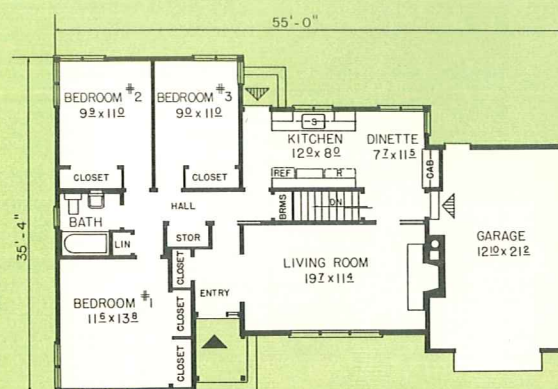 55'-0"
35'-4"
BEDROOM #2
9⁹ x 11⁰
BEDROOM #3
9⁰ x 11⁰
CLOSET
CLOSET
S
KITCHEN
12⁰ x 8⁰
DINETTE
7⁷ x 11⁵
REF
R
CAB
BATH
HALL
BRMS
DN
LIN
STOR
CLOSET
LIVING ROOM
19⁷ x 11⁴
GARAGE
12¹⁰ x 21²
BEDROOM #1
11⁶ x 13⁸
CLOSET
ENTRY
CLOSET